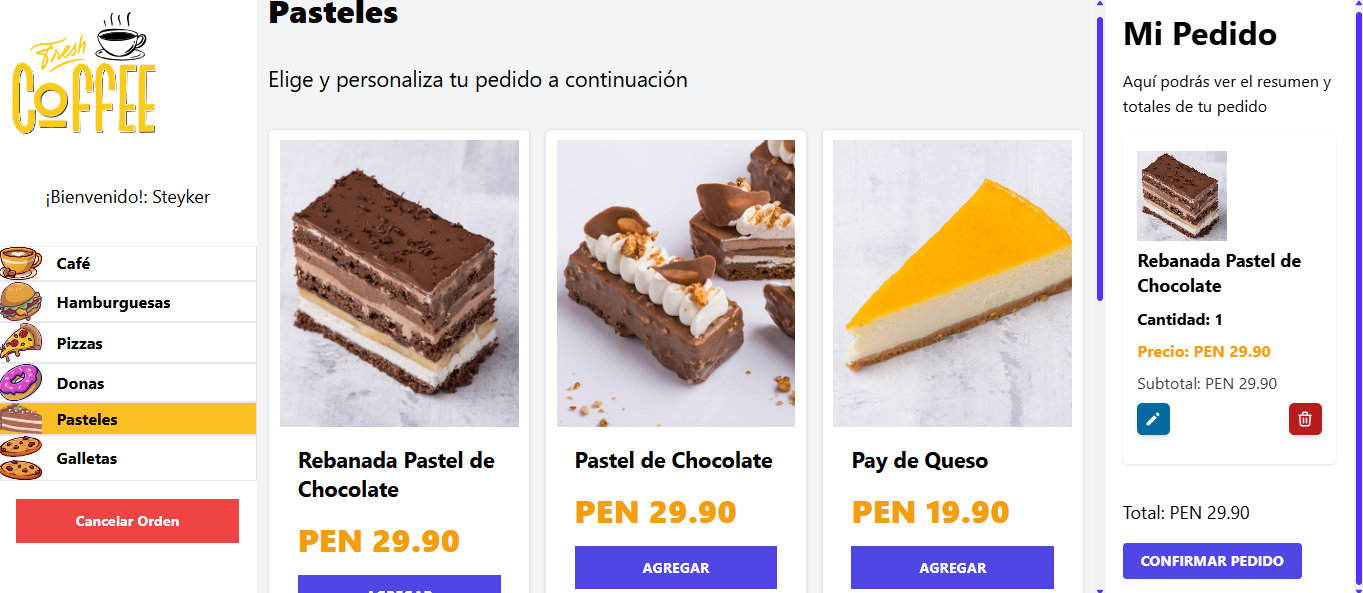 Fresh
COFFEE
¡Bienvenido!: Steyker
Café
Hamburguesas
Pizzas
Donas
Pasteles
Galletas
Cancelar Orden
Pasteles
Elige y personaliza tu pedido a continuación
Rebanada Pastel de
Chocolate
PEN 29.90
AGREGAR
Pastel de Chocolate
PEN 29.90
AGREGAR
Pay de Queso
PEN 19.90
AGREGAR
Mi Pedido
Aquí podrás ver el resumen y
totales de tu pedido
Rebanada Pastel de
Chocolate
Cantidad: 1
Precio: PEN 29.90
Subtotal: PEN 29.90
Total: PEN 29.90
CONFIRMAR PEDIDO